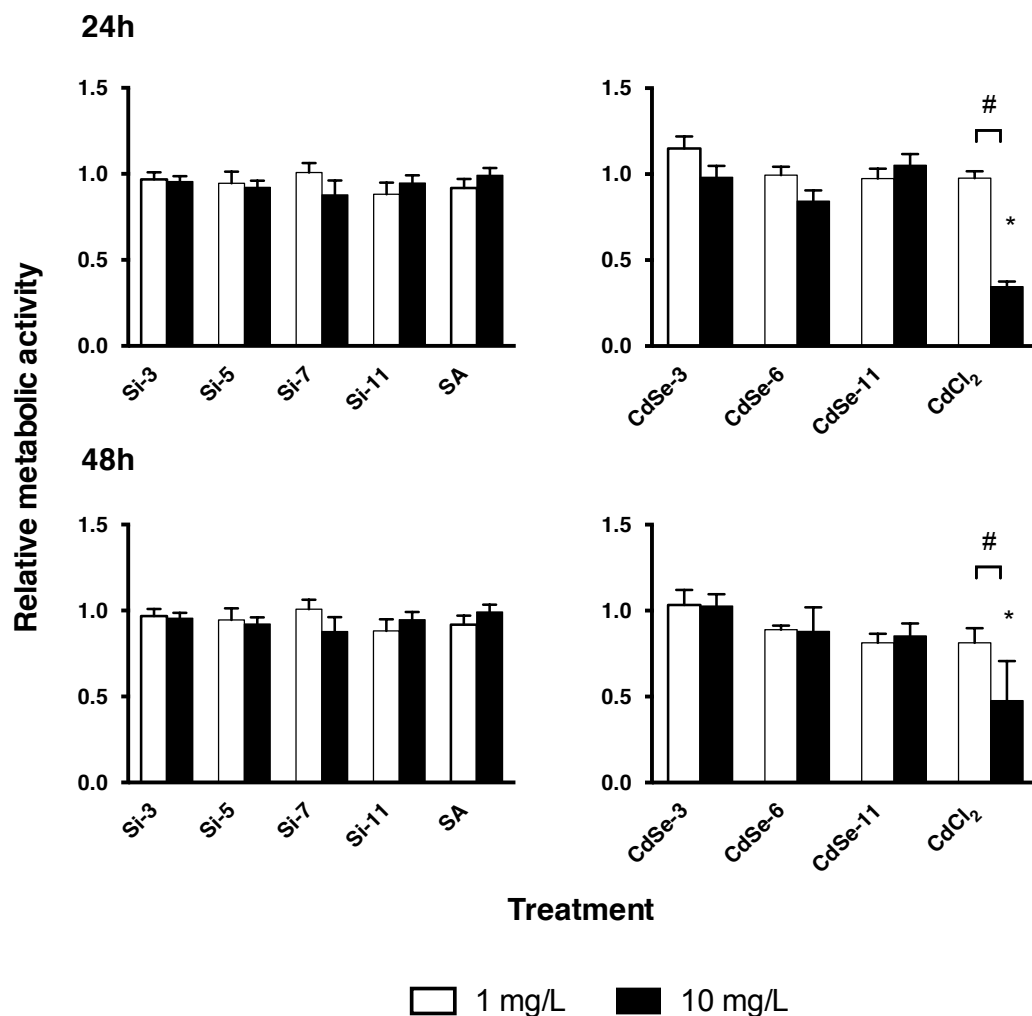 24h
1.5
1.0
0.5
0.0
Si-3
Si-5
Si-7
Si-11
SA
1.5
1.0
0.5
0.0
#
*
CdSe-3
CdSe-6
CdSe-11
CdCl₂
Relative metabolic activity
48h
1.5
1.0
0.5
0.0
Si-3
Si-5
Si-7
Si-11
SA
1.5
1.0
0.5
0.0
#
*
CdSe-3
CdSe-6
CdSe-11
CdCl₂
Treatment
1 mg/L
10 mg/L